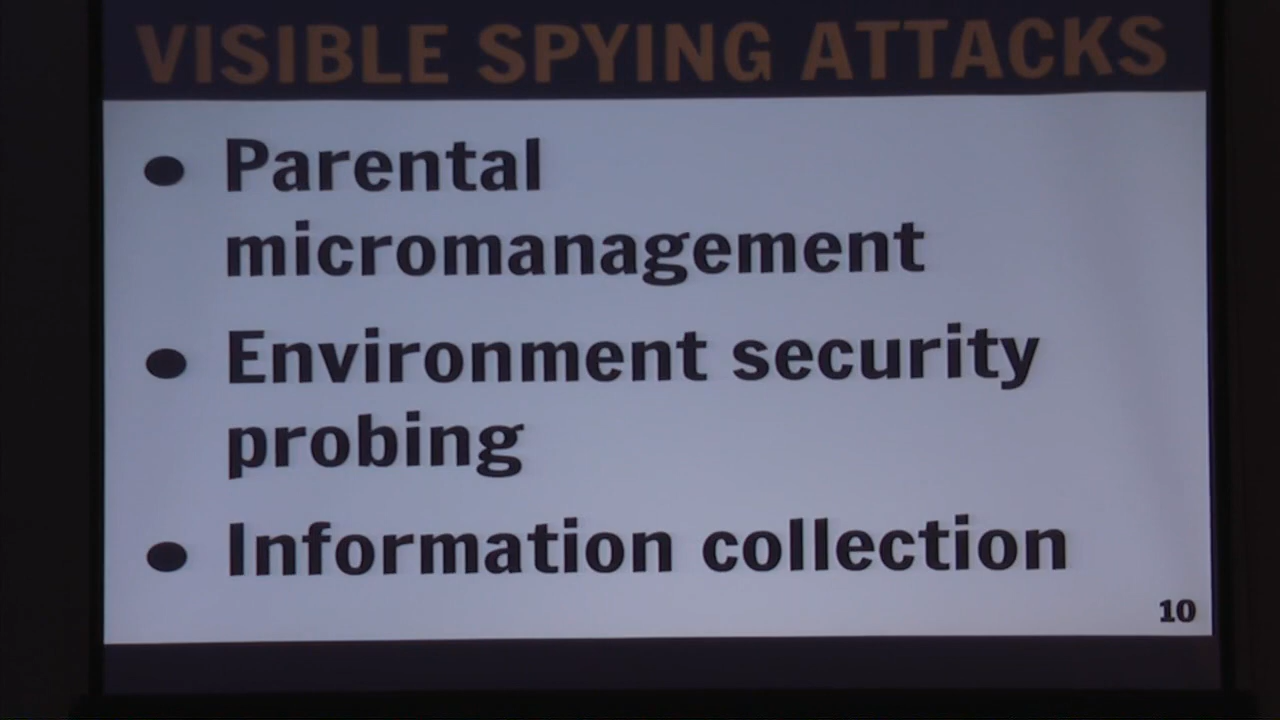 VISIBLE SPYING ATTACKS
● Parental
micromanagement
● Environment security
probing
● Information collection
10